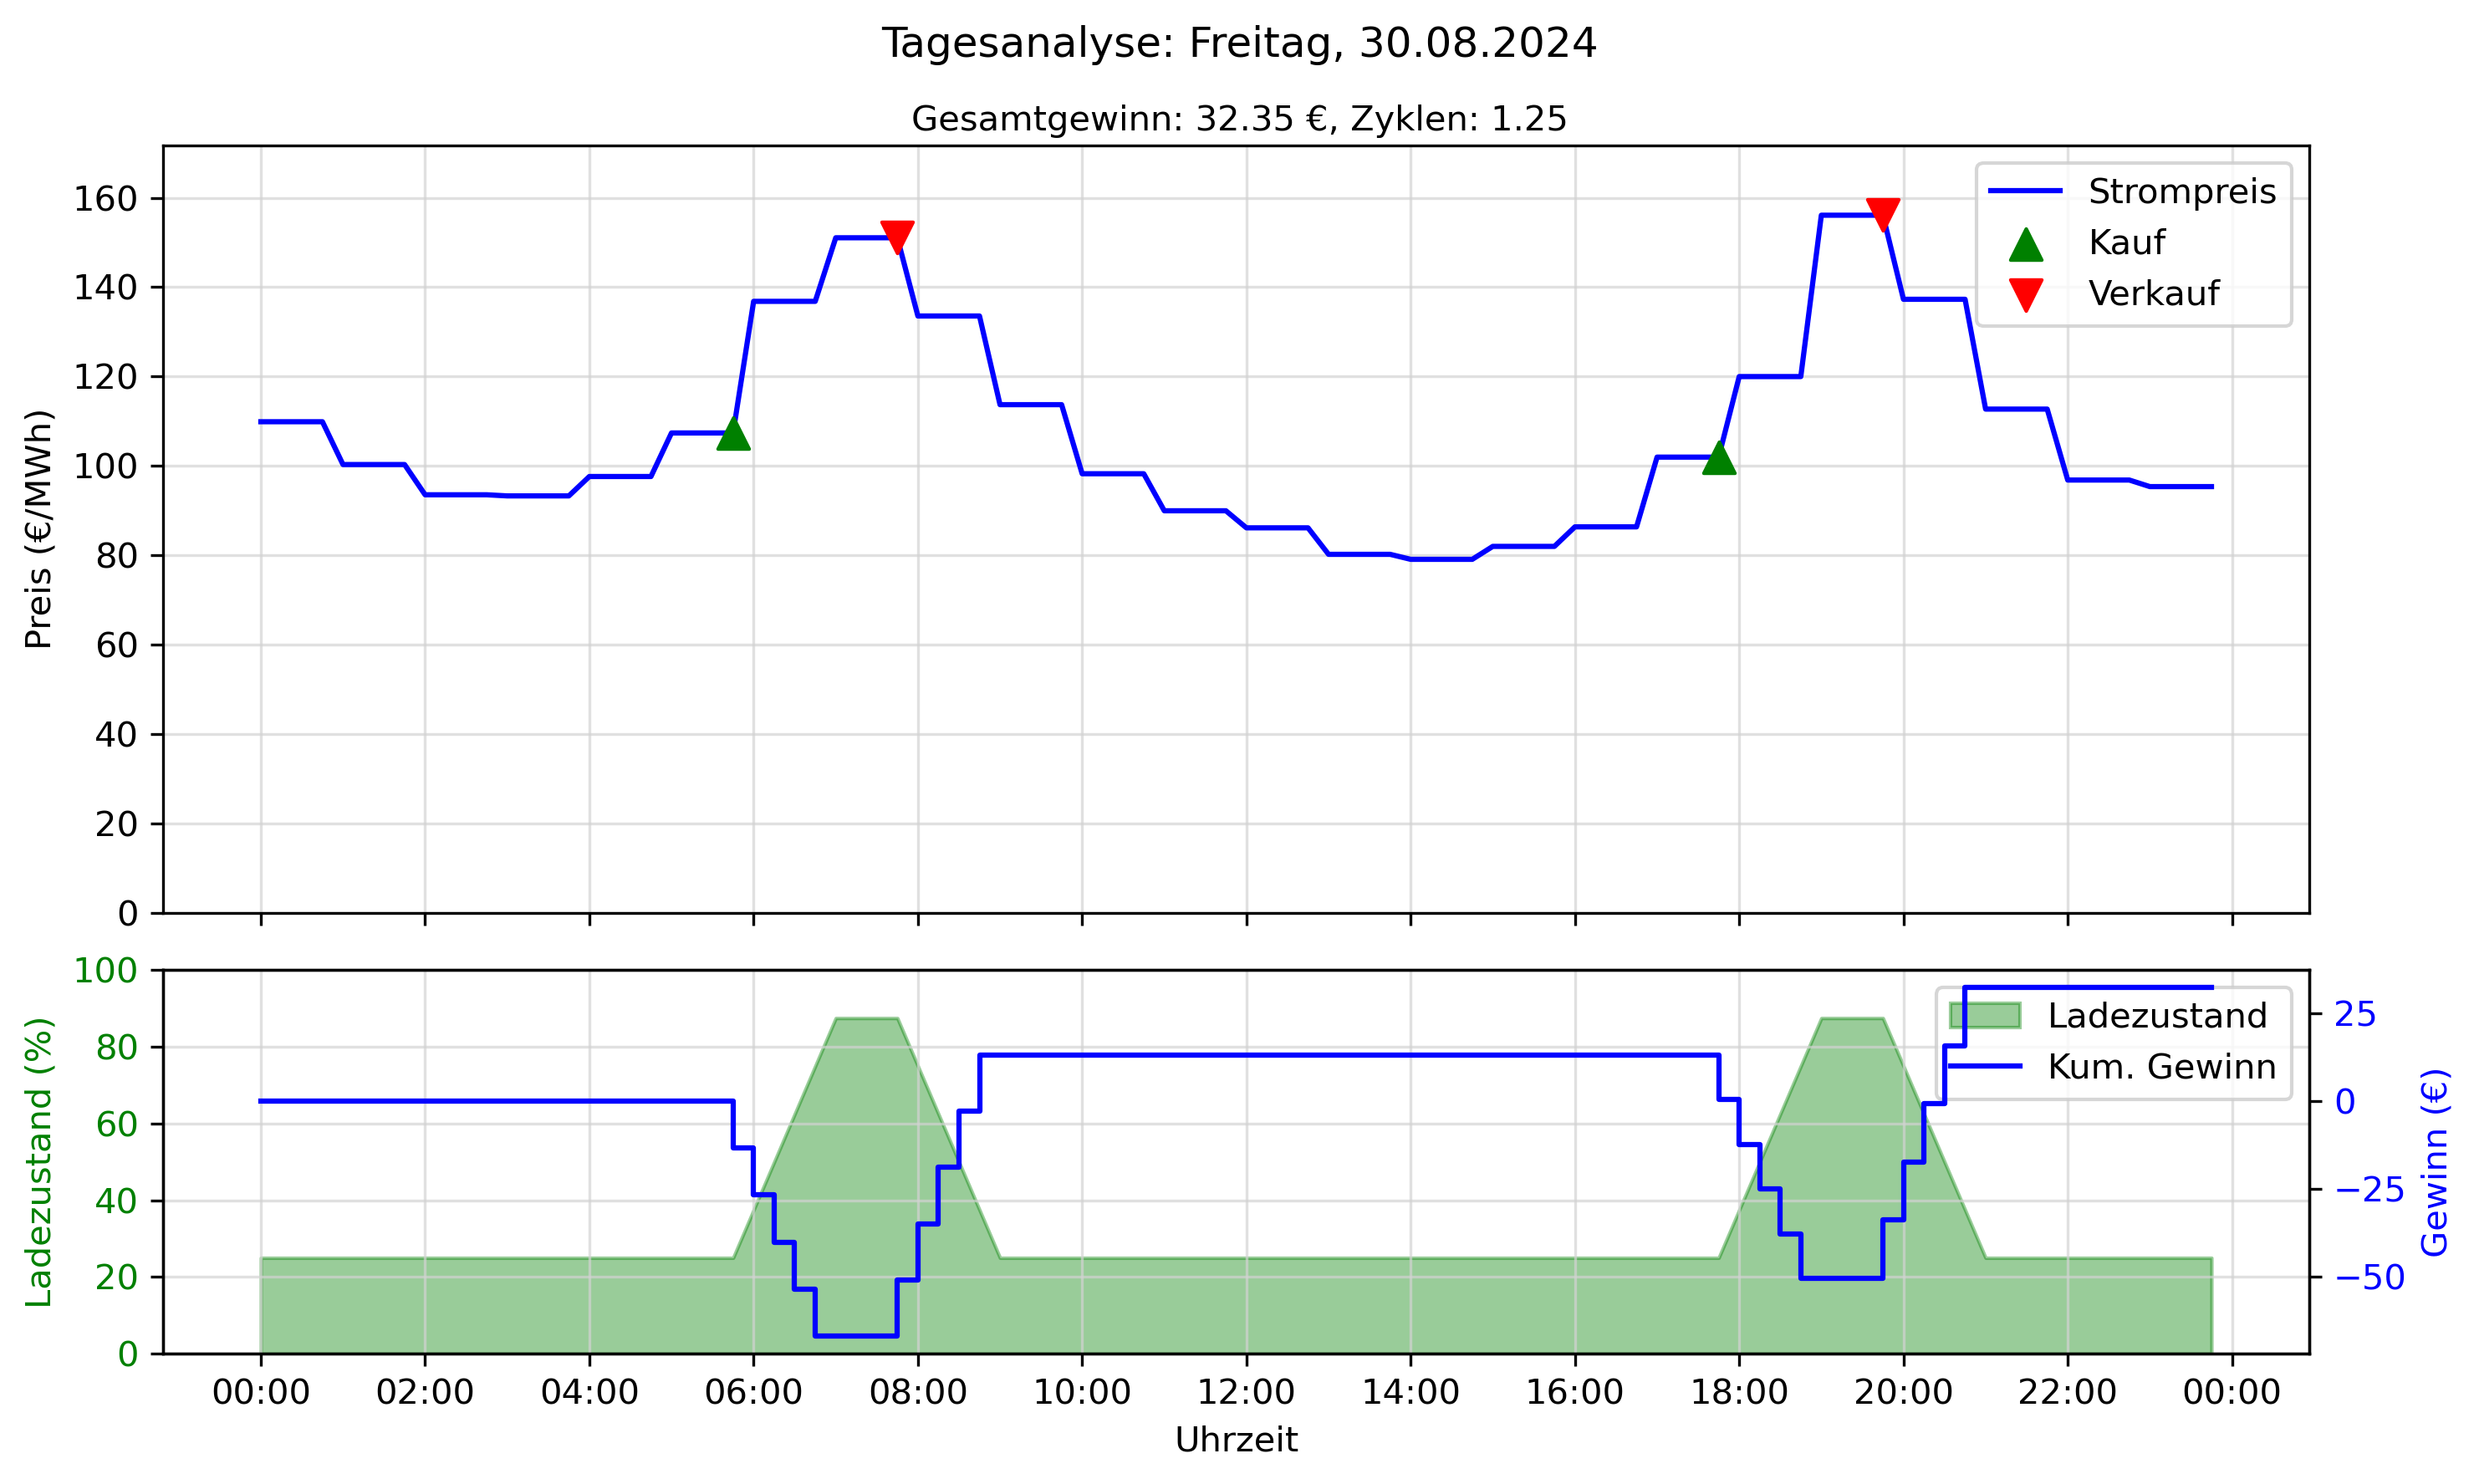 Tagesanalyse: Freitag, 30.08.2024
Gesamtgewinn: 32.35 €, Zyklen: 1.25
Preis (€/MWh)
160
140
120
100
80
60
40
20
0
Strompreis
Kauf
Verkauf
Ladezustand (%)
100
80
60
40
20
0
Ladezustand
Kum. Gewinn
25
0
−25
−50
Gewinn (€)
00:00 02:00 04:00 06:00 08:00 10:00 12:00 14:00 16:00 18:00 20:00 22:00 00:00
Uhrzeit